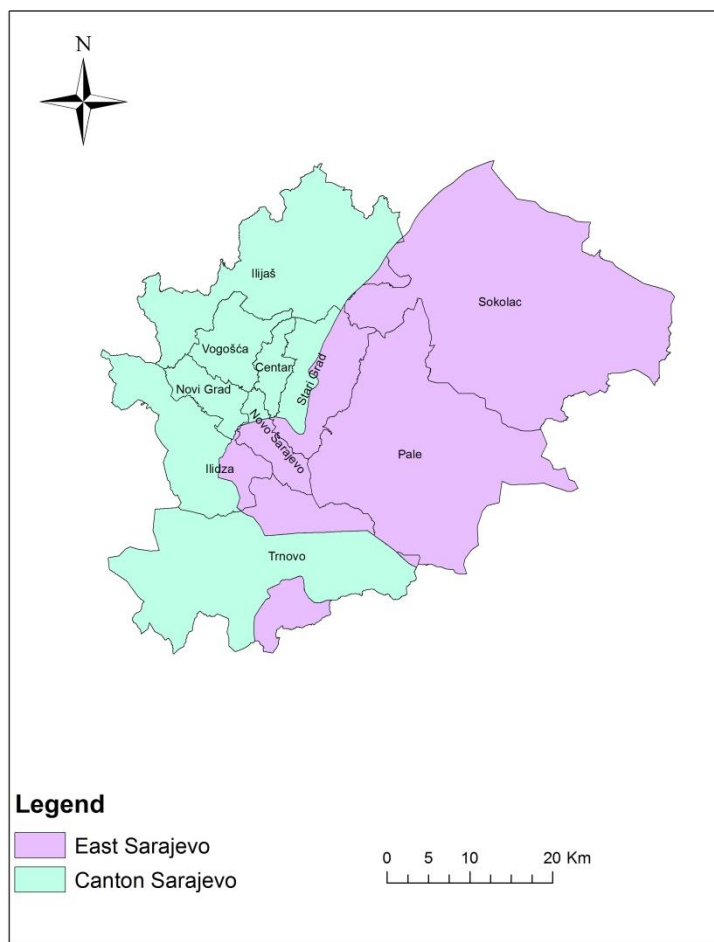 N
Ilijaš
Sokolac
Vogošća
Centar
Stari Grad
Novi Grad
Novo Sarajevo
Pale
Ilidza
Trnovo
Legend
East Sarajevo
Canton Sarajevo
0 5 10 20 Km